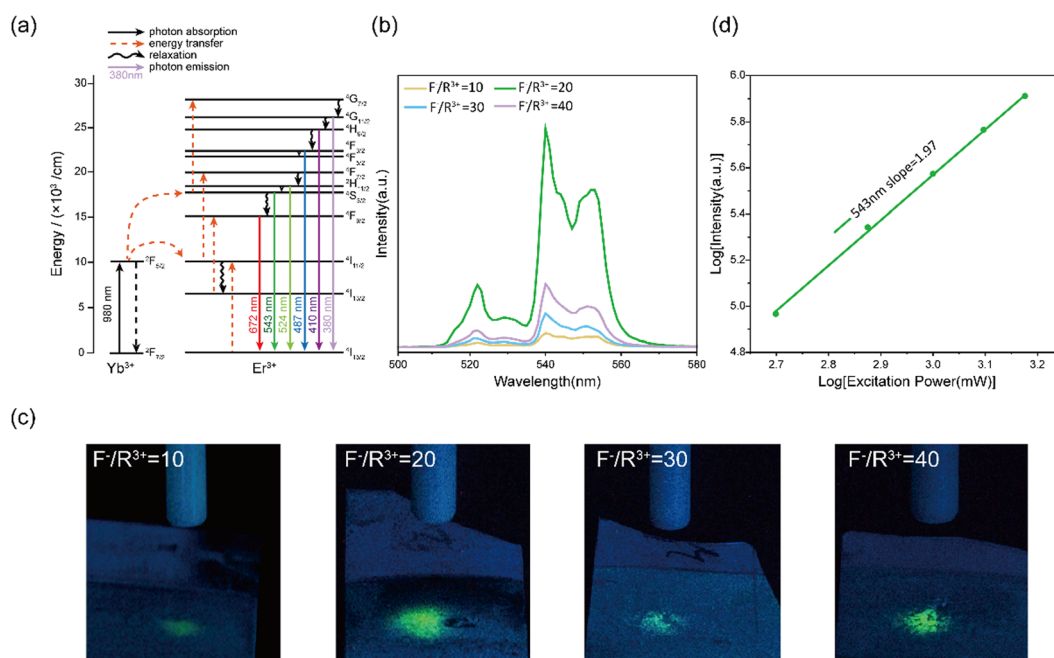 (a)
photon absorption
energy transfer
relaxation
photon emission
380nm
Energy / (×10³ /cm)
30
25
20
15
10
5
0
⁴G₇/₂
⁴G₁₁/₂
⁴H₉/₂
⁴F₃/₂
⁴F₅/₂
⁴F₇/₂
²H₁₁/₂
⁴S₃/₂
⁴F₉/₂
⁴I₁₁/₂
⁴I₁₃/₂
⁴I₁₅/₂
²F₅/₂
²F₇/₂
980 nm
672 nm
543 nm
524 nm
487 nm
410 nm
380 nm
Yb³⁺
Er³⁺
(b)
F⁻/R³⁺=10
F⁻/R³⁺=20
F⁻/R³⁺=30
F⁻/R³⁺=40
Intensity(a.u.)
500 520 540 560 580
Wavelength(nm)
(d)
Log[Intensity(a.u.)]
6.0
5.8
5.6
5.4
5.2
5.0
4.8
543nm slope=1.97
2.7 2.8 2.9 3.0 3.1 3.2
Log[Excitation Power(mW)]
(c)
F⁻/R³⁺=10
F⁻/R³⁺=20
F⁻/R³⁺=30
F⁻/R³⁺=40